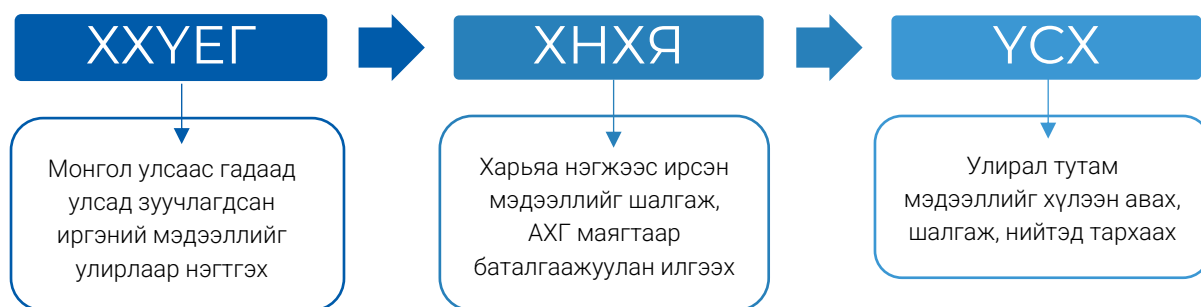 ХХҮЕГ
ХНХЯ
ҮСХ
Монгол улсаас гадаад
улсад зуучлагдсан
иргэний мэдээллийг
улирлаар нэгтгэх
Харьяа нэгжээс ирсэн
мэдээллийг шалгаж,
АХГ маягтаар
баталгаажуулан илгээх
Улирал тутам
мэдээллийг хүлээн авах,
шалгаж, нийтэд тархаах